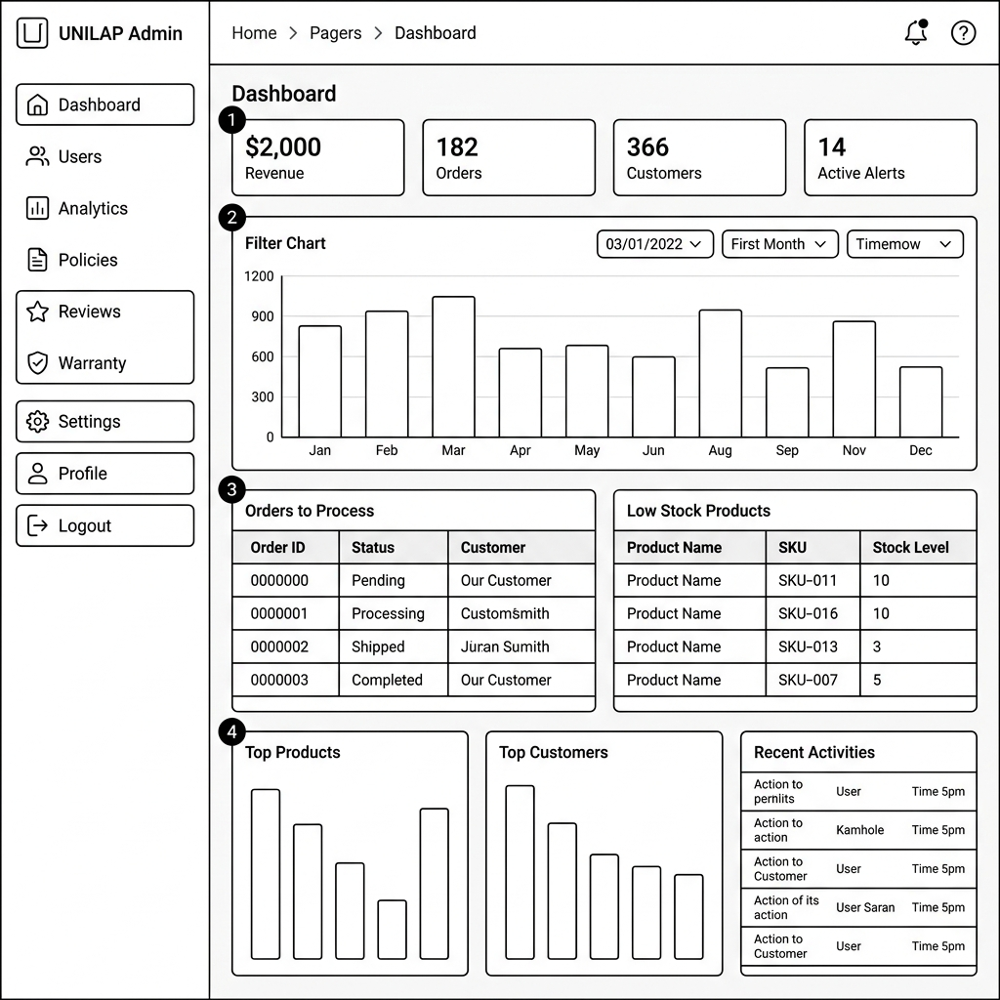 UNILAP Admin
Home > Pagers > Dashboard
Dashboard
Users
Analytics
Policies
Reviews
Warranty
Settings
Profile
Logout
Dashboard
1
$2,000
Revenue
182
Orders
366
Customers
14
Active Alerts
2
Filter Chart
03/01/2022
First Month
Timemow
1200
900
600
300
0
Jan Feb Mar Apr May Jun Aug Sep Nov Dec
3
Orders to Process
Order ID Status Customer
0000000 Pending Our Customer
0000001 Processing Customsmith
0000002 Shipped Juran Sumith
0000003 Completed Our Customer
Low Stock Products
Product Name SKU Stock Level
Product Name SKU-011 10
Product Name SKU-016 10
Product Name SKU-013 3
Product Name SKU-007 5
4
Top Products
Top Customers
Recent Activities
Action to
pernlits
User
Time 5pm
Action to
action
Kamhole
Time 5pm
Action to
Customer
User
Time 5pm
Action of its
action
User Saran
Time 5pm
Action to
Customer
User
Time 5pm